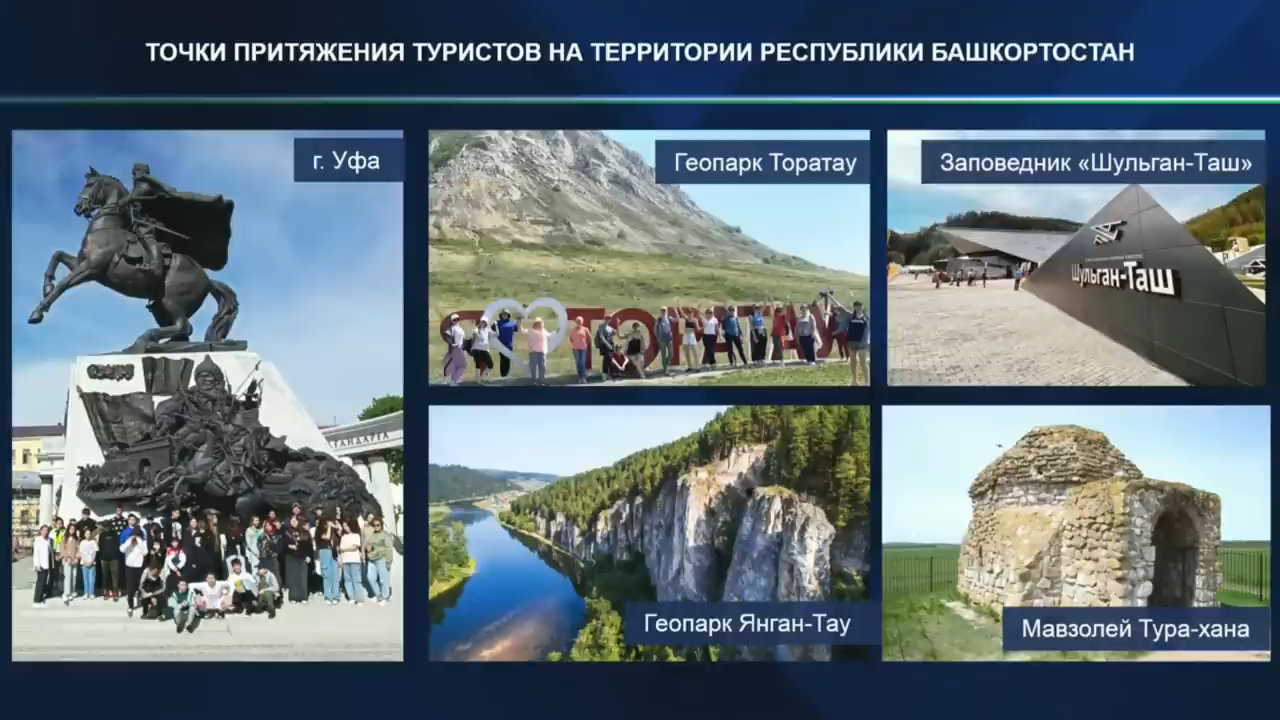 ТОЧКИ ПРИТЯЖЕНИЯ ТУРИСТОВ НА ТЕРРИТОРИИ РЕСПУБЛИКИ БАШКОРТОСТАН
г. Уфа
Геопарк Торатау
ТОРАТАУ
Заповедник «Шульган-Таш»
Шульган-Таш
Геопарк Янган-Тау
Мавзолей Тура-хана